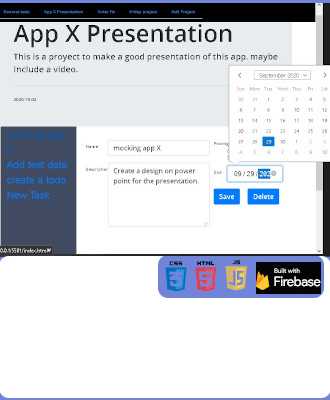 General-task App X Presentation Enter fix friday project Add Project
App X Presentation
This is a proyect to make a good presentation of this app. maybe
include a video.
2020-10-03
Name mocking app X
Description Create a design on power
point for the presentation.
September 2020
Sun Mon Tue Wed Thu Fri Sat
30 31 1 2 3 4 5
6 7 8 9 10 11 12
13 14 15 16 17 18 19
20 21 22 23 24 25 26
27 28 29 30 1 2 3
4 5 6 7 8 9 10
Due 09 / 29 / 202
Save Delete
Add test data
create a todo
New Task
0.0.1:5501/index.html#
CSS HTML JS
3 5 5
Built with
Firebase